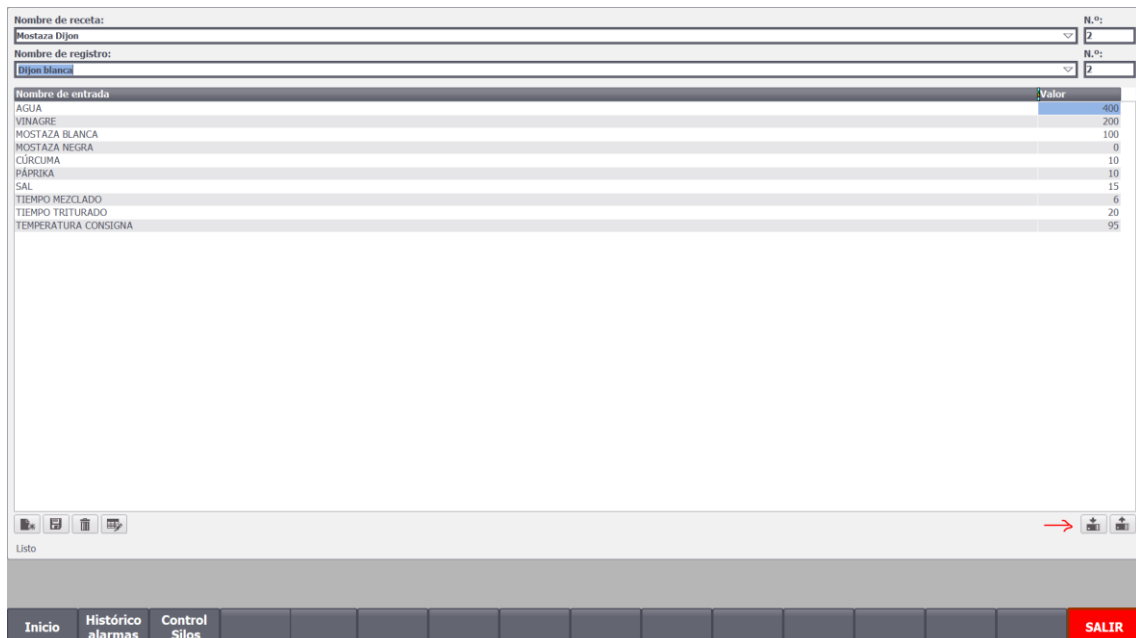 Nombre de receta: N.º:
Mostaza Dijon 2
Nombre de registro: N.º:
Dijon blanca 2
Nombre de entrada Valor
AGUA 400
VINAGRE 200
MOSTAZA BLANCA 100
MOSTAZA NEGRA 0
CÚRCUMA 10
PÁPRIKA 10
SAL 15
TIEMPO MEZCLADO 6
TIEMPO TRITURADO 20
TEMPERATURA CONSIGNA 95
Listo
Inicio Histórico alarmas Control Silos SALIR